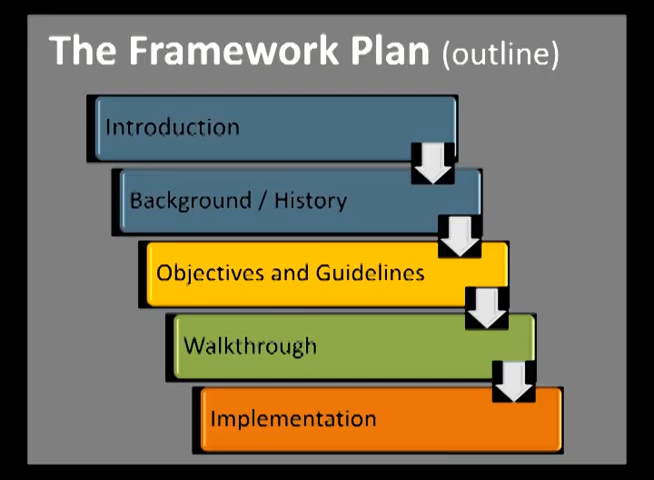 The Framework Plan (outline)
Introduction
Background / History
Objectives and Guidelines
Walkthrough
Implementation